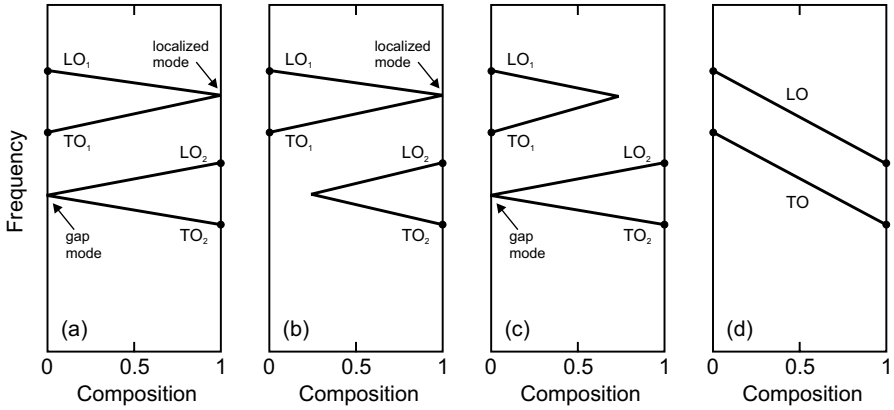 Frequency
localized
mode
LO₁
TO₁
LO₂
TO₂
gap
mode
(a)
0 0.5 1
Composition
localized
mode
LO₁
TO₁
LO₂
TO₂
(b)
0 0.5 1
Composition
LO₁
TO₁
LO₂
TO₂
gap
mode
(c)
0 0.5 1
Composition
LO
TO
(d)
0 0.5 1
Composition